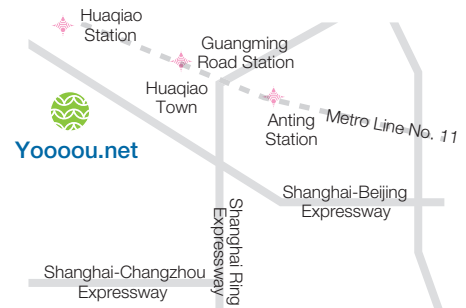 Huaqiao
Station
Guangming
Road Station
Huaqiao
Town
Anting
Station
Metro Line No. 11
Yoooou.net
Shanghai-Beijing
Expressway
Shanghai Ring
Expressway
Shanghai-Changzhou
Expressway